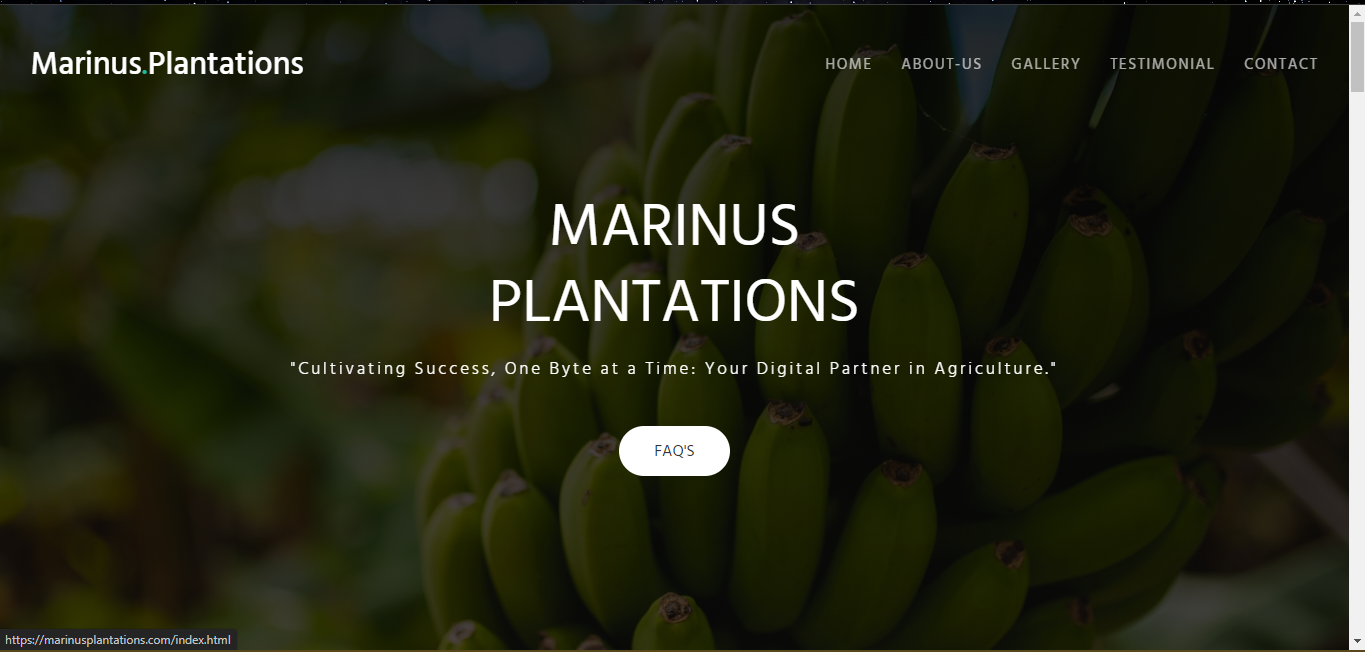 Marinus.Plantations
HOME ABOUT-US GALLERY TESTIMONIAL CONTACT
MARINUS
PLANTATIONS
"Cultivating Success, One Byte at a Time: Your Digital Partner in Agriculture."
FAQ'S
https://marinusplantations.com/index.html